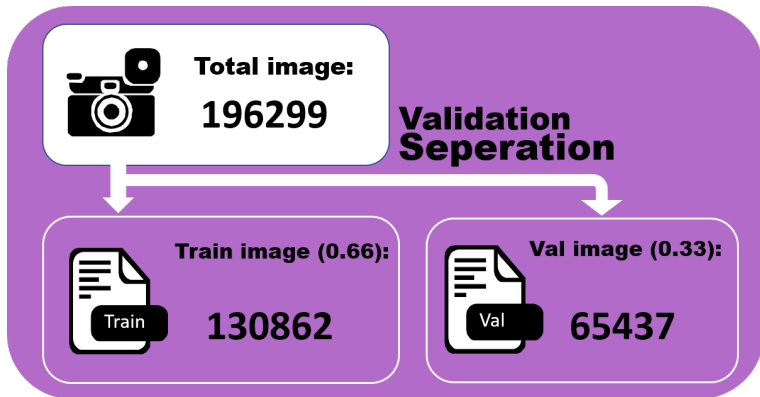 Total image:
196299
Validation
Seperation
Train image (0.66):
Train
130862
Val image (0.33):
Val
65437